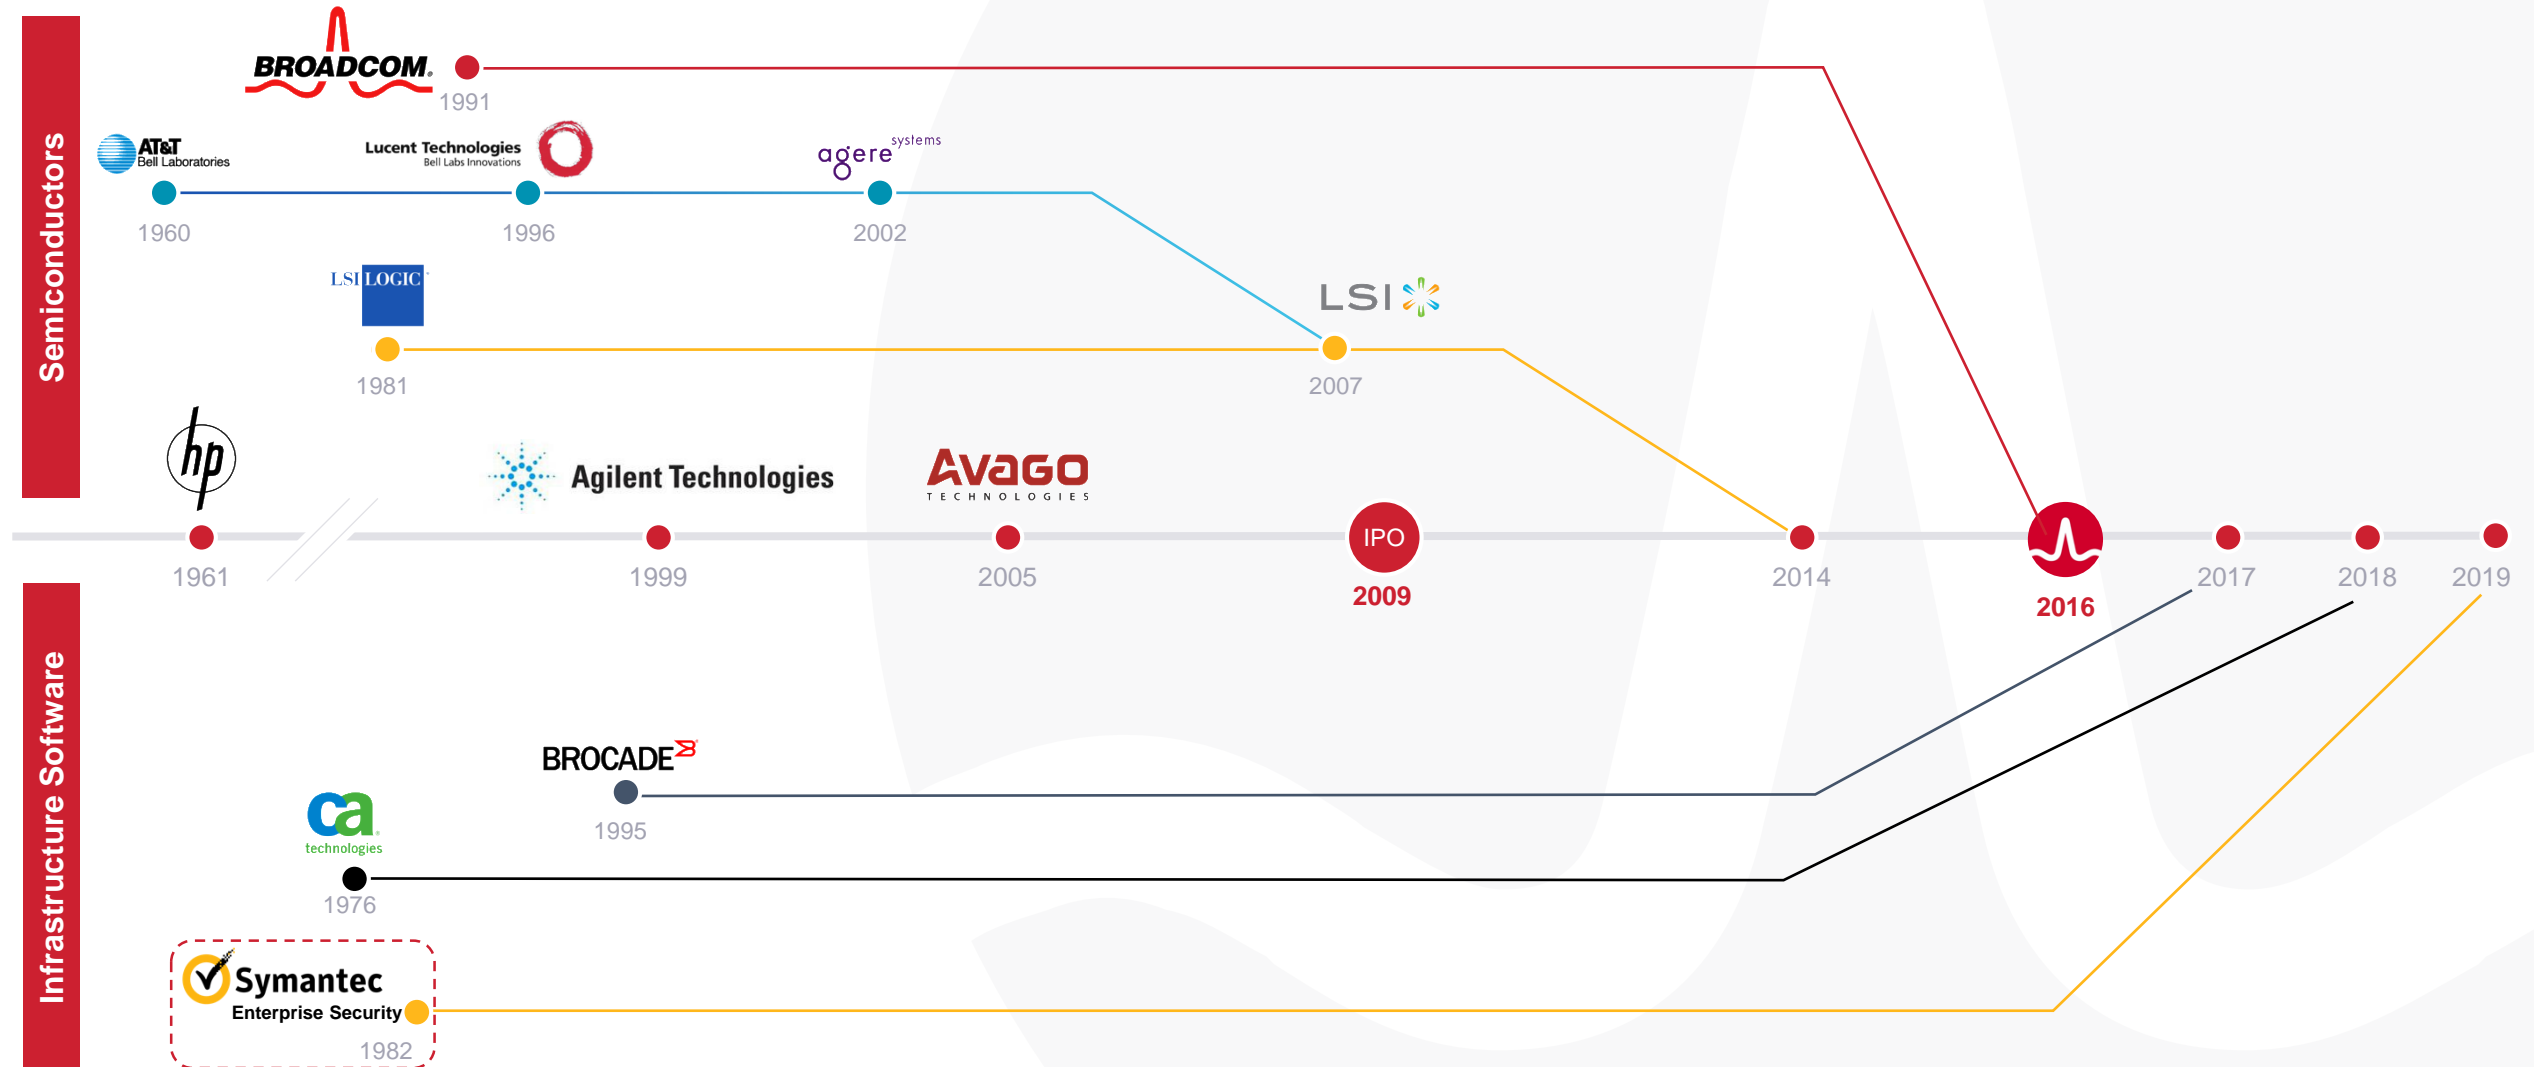 Semiconductors
BROADCOM.
1991
AT&T
Bell Laboratories
Lucent Technologies
Bell Labs Innovations
agere systems
1960
1996
2002
LSI LOGIC
LSI
1981
2007
hp
Agilent Technologies
AVAGO
TECHNOLOGIES
IPO
1961
1999
2005
2009
2014
2016
2017
2018
2019
Infrastructure Software
BROCADE
1995
ca
technologies
1976
Symantec
Enterprise Security
1982